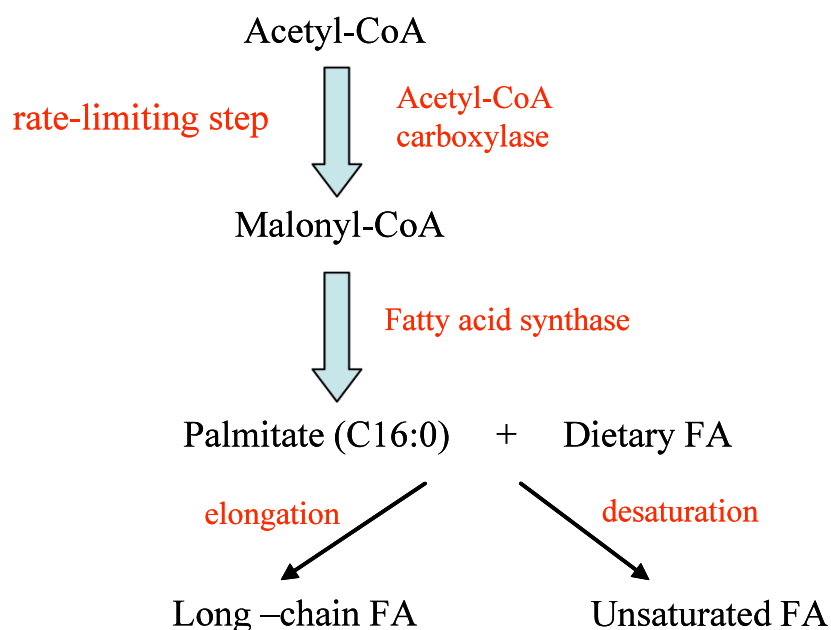 Acetyl-CoA
rate-limiting step
Acetyl-CoA
carboxylase
Malonyl-CoA
Fatty acid synthase
Palmitate (C16:0) + Dietary FA
elongation
desaturation
Long –chain FA
Unsaturated FA